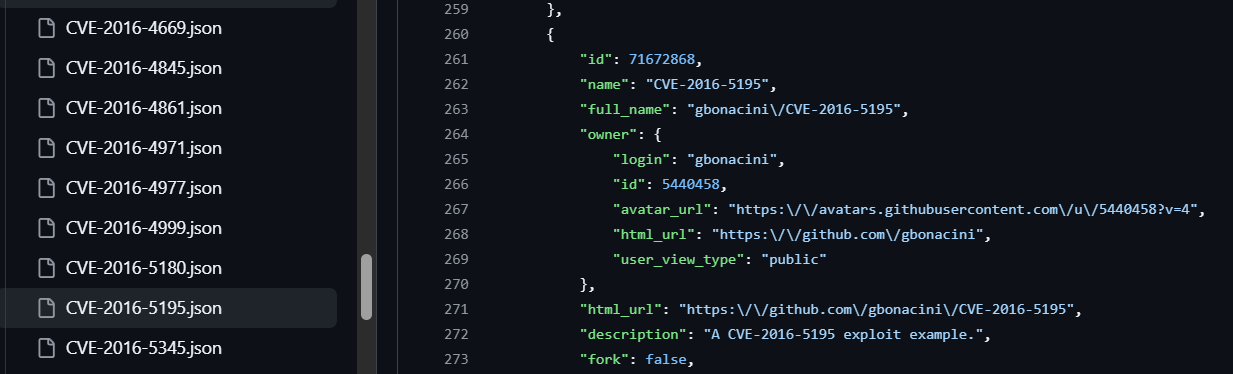 CVE-2016-4669.json
CVE-2016-4845.json
CVE-2016-4861.json
CVE-2016-4971.json
CVE-2016-4977.json
CVE-2016-4999.json
CVE-2016-5180.json
CVE-2016-5195.json
CVE-2016-5345.json
259 },
260 {
261 "id": 71672868,
262 "name": "CVE-2016-5195",
263 "full_name": "gbonacini\/CVE-2016-5195",
264 "owner": {
265 "login": "gbonacini",
266 "id": 5440458,
267 "avatar_url": "https:\/\/avatars.githubusercontent.com\/u\/5440458?v=4",
268 "html_url": "https:\/\/github.com\/gbonacini",
269 "user_view_type": "public"
270 },
271 "html_url": "https:\/\/github.com\/gbonacini\/CVE-2016-5195",
272 "description": "A CVE-2016-5195 exploit example.",
273 "fork": false,